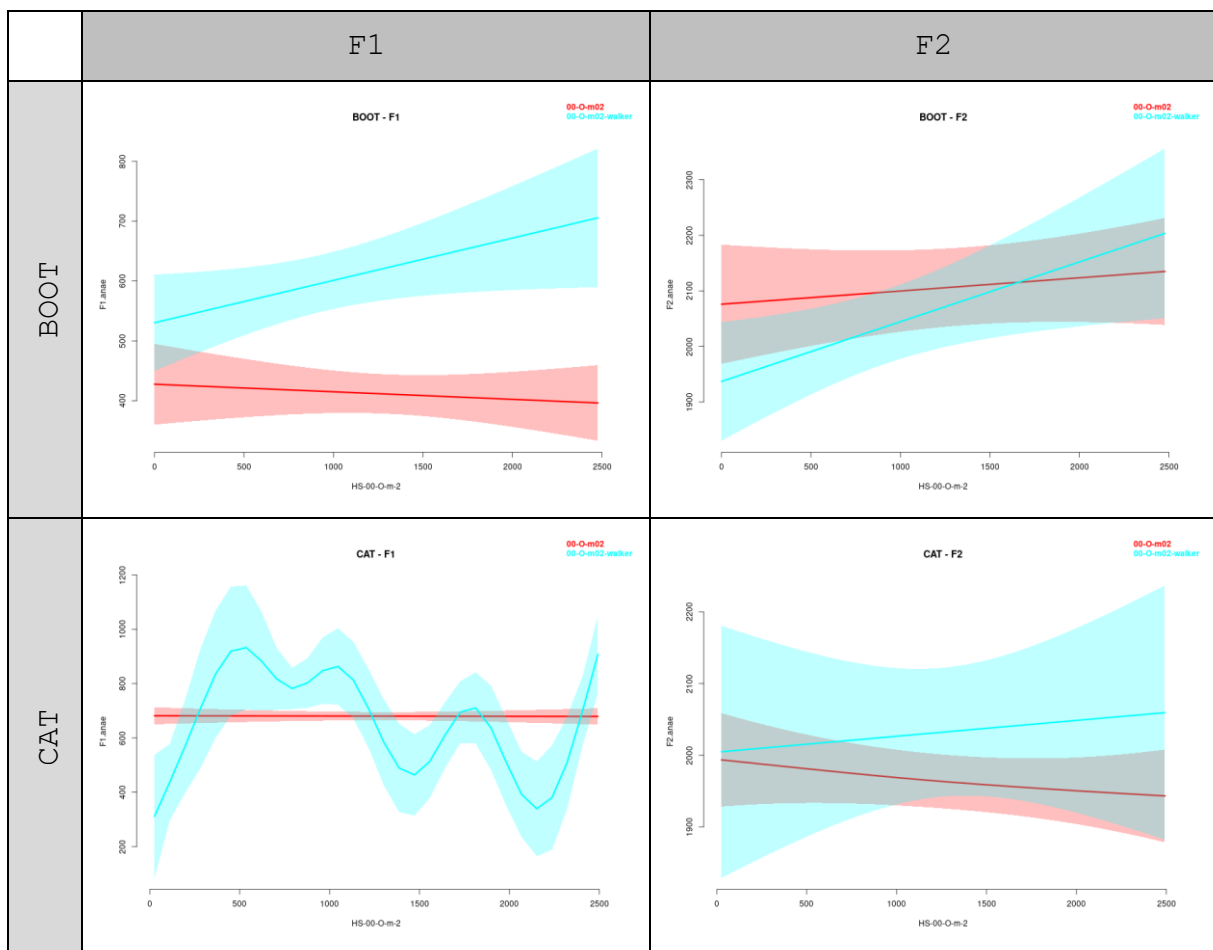 F1
F2
BOOT
BOOT - F1
00-O-m02
00-O-m02-walker
F1.anae
800
700
600
500
400
0
500
1000
1500
2000
2500
HS-00-O-m-2
BOOT - F2
00-O-m02
00-O-m02-walker
F2.anae
2300
2200
2100
2000
1900
0
500
1000
1500
2000
2500
HS-00-O-m-2
CAT
CAT - F1
00-O-m02
00-O-m02-walker
F1.anae
1200
1000
800
600
400
200
0
500
1000
1500
2000
2500
HS-00-O-m-2
CAT - F2
00-O-m02
00-O-m02-walker
F2.anae
2200
2100
2000
1900
0
500
1000
1500
2000
2500
HS-00-O-m-2